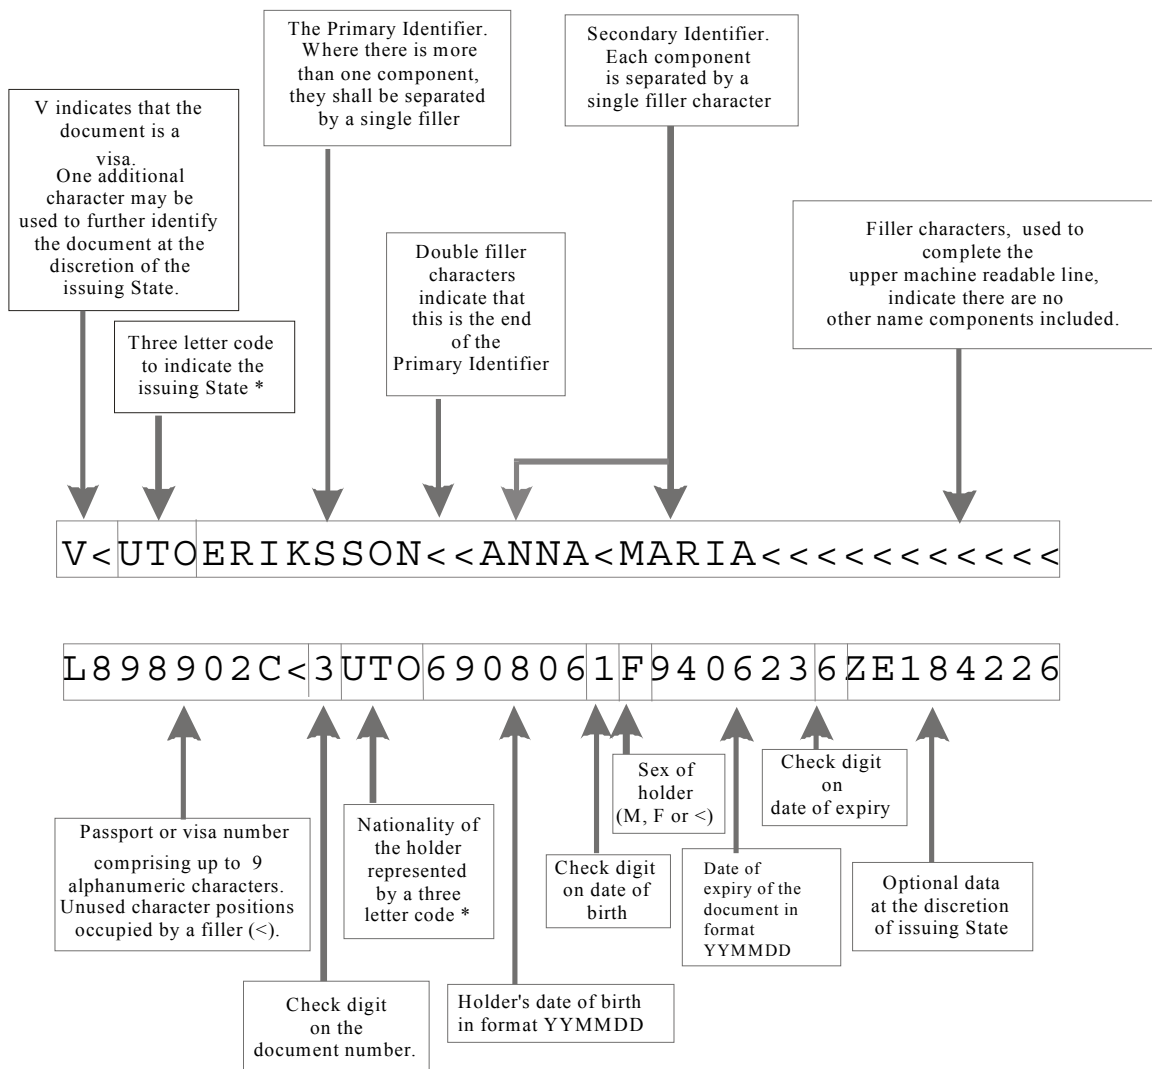 The Primary Identifier.
Where there is more
than one component,
they shall be separated
by a single filler
Secondary Identifier.
Each component
is separated by a
single filler character
V indicates that the
document is a
visa.
One additional
character may be
used to further identify
the document at the
discretion of the
issuing State.
Three letter code
to indicate the
issuing State *
Double filler
characters
indicate that
this is the end
of the
Primary Identifier
Filler characters, used to
complete the
upper machine readable line,
indicate there are no
other name components included.
V<UTOERIKSSON<<ANNA<MARIA<<<<<<<<<<<
L898902C<3UTO6908061F9406236ZE184226
Passport or visa number
comprising up to 9
alphanumeric characters.
Unused character positions
occupied by a filler (<).
Check digit
on the
document number.
Nationality of
the holder
represented
by a three
letter code *
Holder's date of birth
in format YYMMDD
Check digit
on date of
birth
Sex of
holder
(M, F or <)
Date of
expiry of the
document in
format
YYMMDD
Check digit
on
date of expiry
Optional data
at the discretion
of issuing State